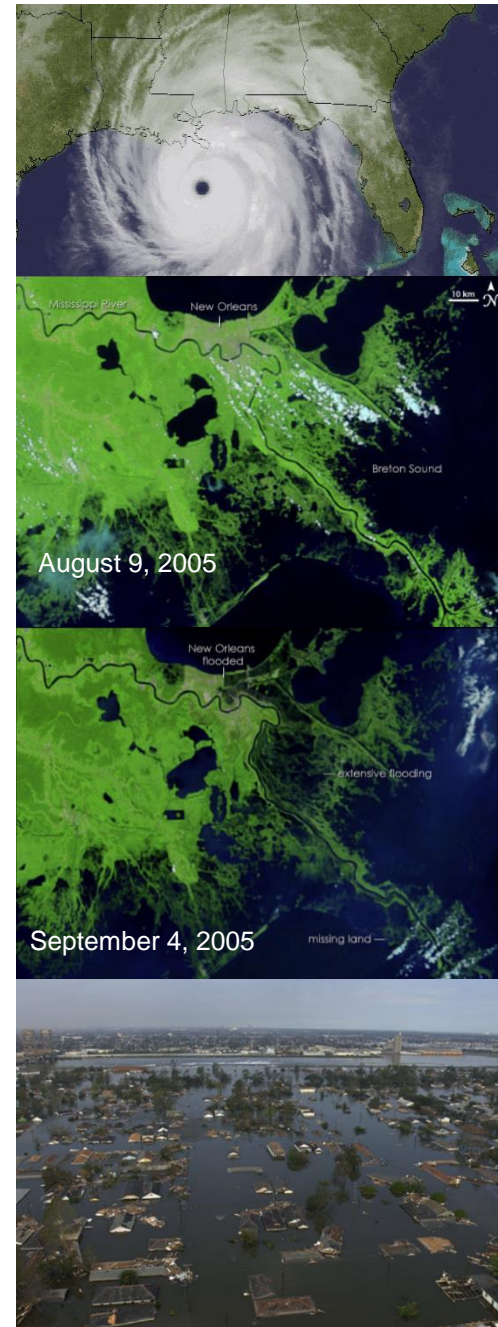 Mississippi River
New Orleans
10 km
N
Breton Sound
August 9, 2005
New Orleans
flooded
extensive flooding
missing land
September 4, 2005